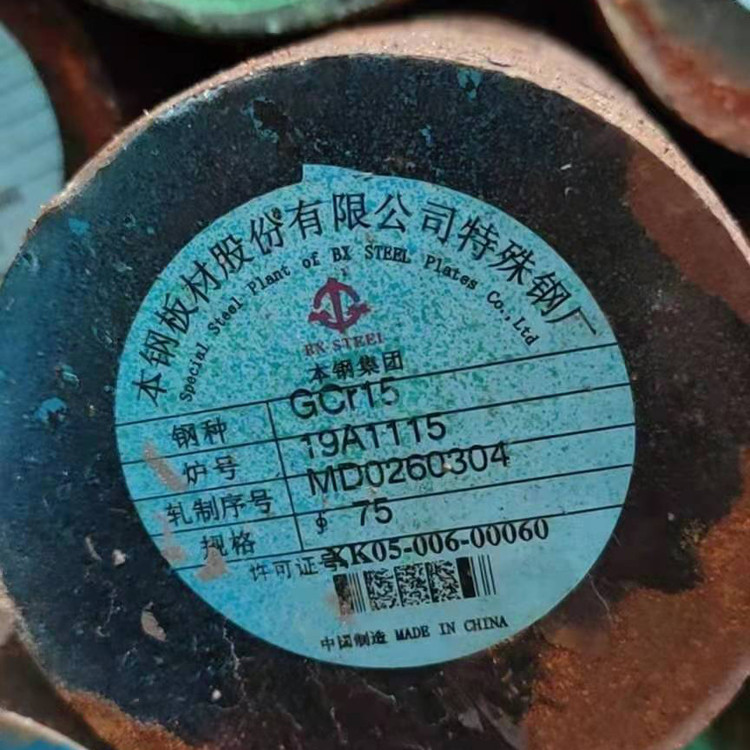 本钢板材股份有限公司特殊钢厂
Special Steel Plant of BX STEEL Plates Co.,Ltd
BX STEEL
本钢集团
钢种 GCr15
炉号 19A1115
轧制序号 MD0260304
规格 ϕ 75
许可证号XK05-006-00060
中国制造 MADE IN CHINA